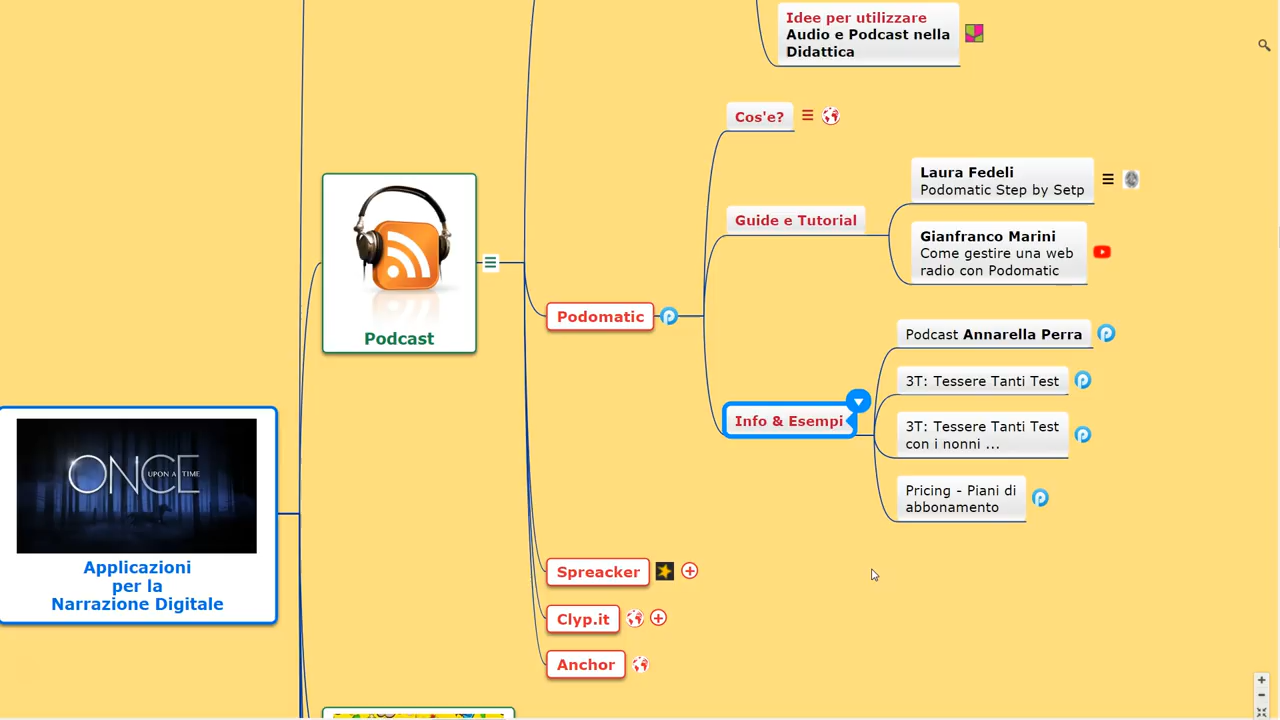 Idee per utilizzare
Audio e Podcast nella
Didattica
Cos'e?
Laura Fedeli
Podomatic Step by Setp
Guide e Tutorial
Gianfranco Marini
Come gestire una web
radio con Podomatic
Podcast
Podomatic
Podcast Annarella Perra
3T: Tessere Tanti Test
Info & Esempi
3T: Tessere Tanti Test
con i nonni ...
Pricing - Piani di
abbonamento
ONCE
UPON A TIME
Applicazioni
per la
Narrazione Digitale
Spreacker
Clyp.it
Anchor